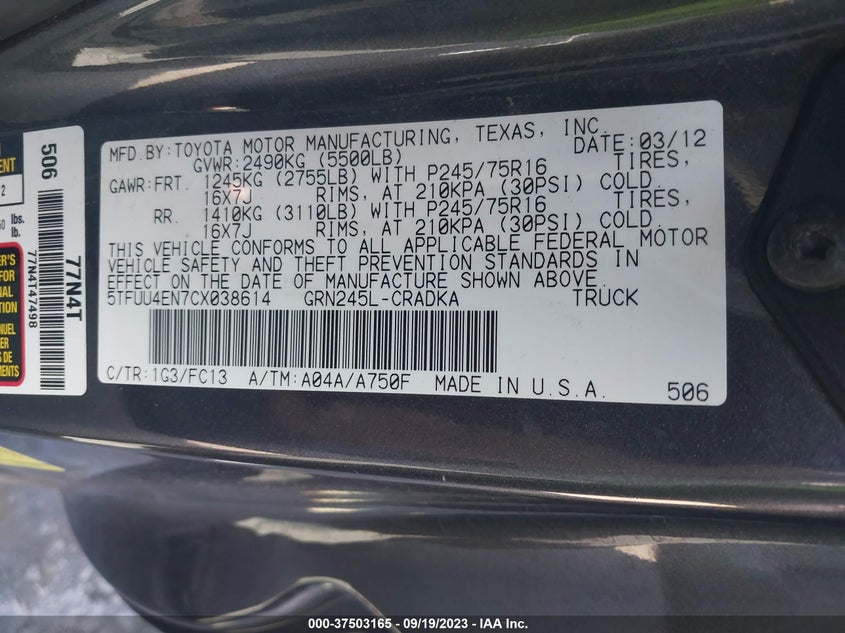 MFD.BY:TOYOTA MOTOR MANUFACTURING, TEXAS, INC.
GVWR:2490KG (5500LB) DATE: 03/12
GAWR:FRT. 1245KG (2755LB) WITH P245/75R16 TIRES,
16X7J RIMS, AT 210KPA (30PSI) COLD.
RR. 1410KG (3110LB) WITH P245/75R16 TIRES,
16X7J RIMS, AT 210KPA (30PSI) COLD.
THIS VEHICLE CONFORMS TO ALL APPLICABLE FEDERAL MOTOR
VEHICLE SAFETY AND THEFT PREVENTION STANDARDS IN
EFFECT ON THE DATE OF MANUFACTURE SHOWN ABOVE.
5TFUU4EN7CX038614 GRN245L-CRADKA TRUCK
C/TR:1G3/FC13 A/TM:A04A/A750F MADE IN U.S.A.
506
506
77N4T47498
77N4T
lbs.
lb.
000-37503165 - 09/19/2023 - IAA Inc.